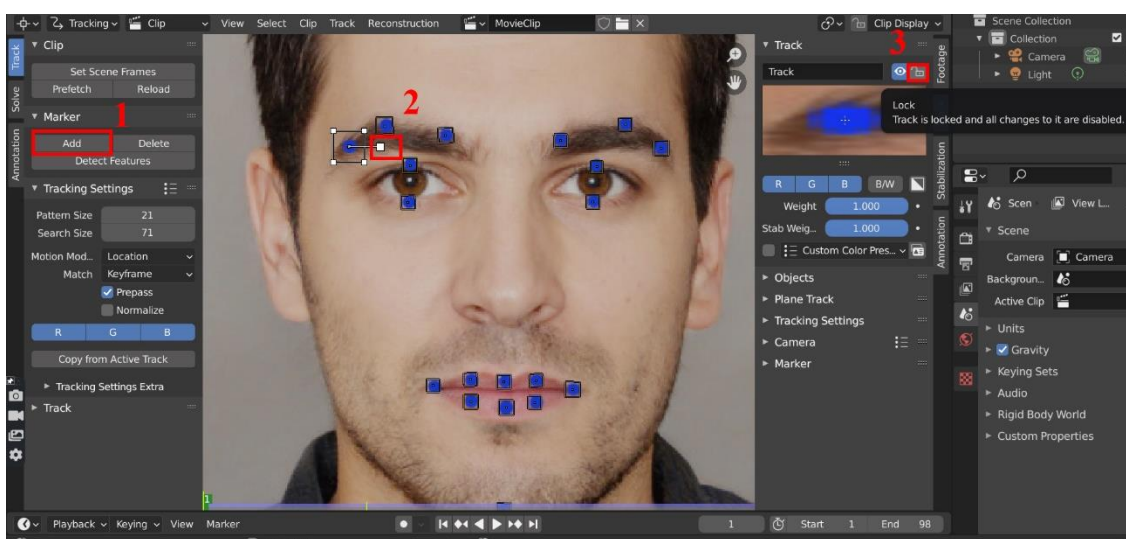 Tracking Clip View Select Clip Track Reconstruction MovieClip Clip Display
Track
Solve
Annotation
Clip
Set Scene Frames
Prefetch Reload
Marker
1
Add Delete
Detect Features
Tracking Settings
Pattern Size 21
Search Size 71
Motion Mod... Location
Match Keyframe
Prepass
Normalize
R G B
Copy from Active Track
Tracking Settings Extra
Track
2
1
3
Track
Track
R G B B/W
Weight 1.000
Stab Weig... 1.000
Custom Color Pres...
Objects
Plane Track
Tracking Settings
Camera
Marker
Footage
Stabilization
Annotation
Lock
Track is locked and all changes to it are disabled.
Scene Collection
Collection
Camera
Light
Scen View L...
Scene
Camera Camera
Backgroun...
Active Clip
Units
Gravity
Keying Sets
Audio
Rigid Body World
Custom Properties
Playback Keying View Marker 1 Start 1 End 98